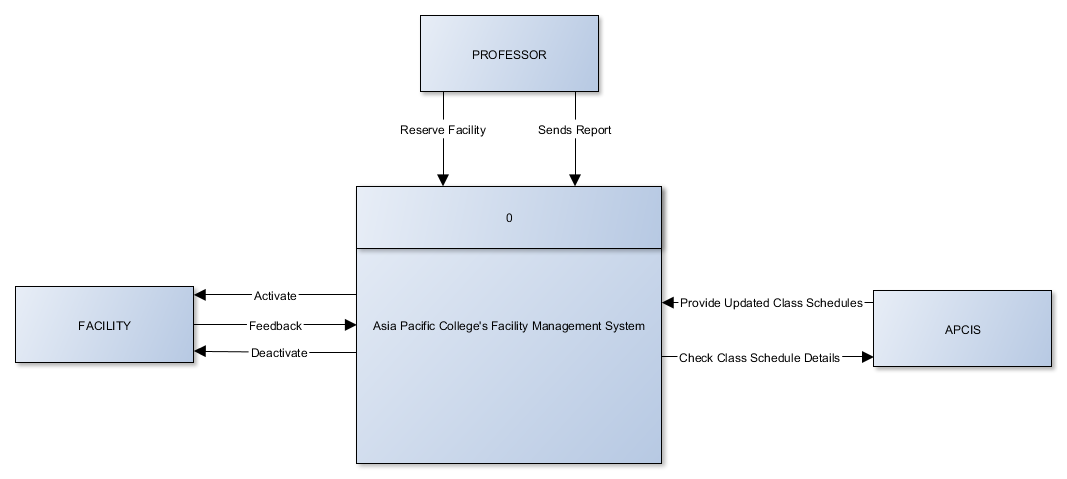 PROFESSOR
Reserve Facility
Sends Report
0
Activate
Provide Updated Class Schedules
FACILITY
Feedback
Asia Pacific College's Facility Management System
APCIS
Deactivate
Check Class Schedule Details